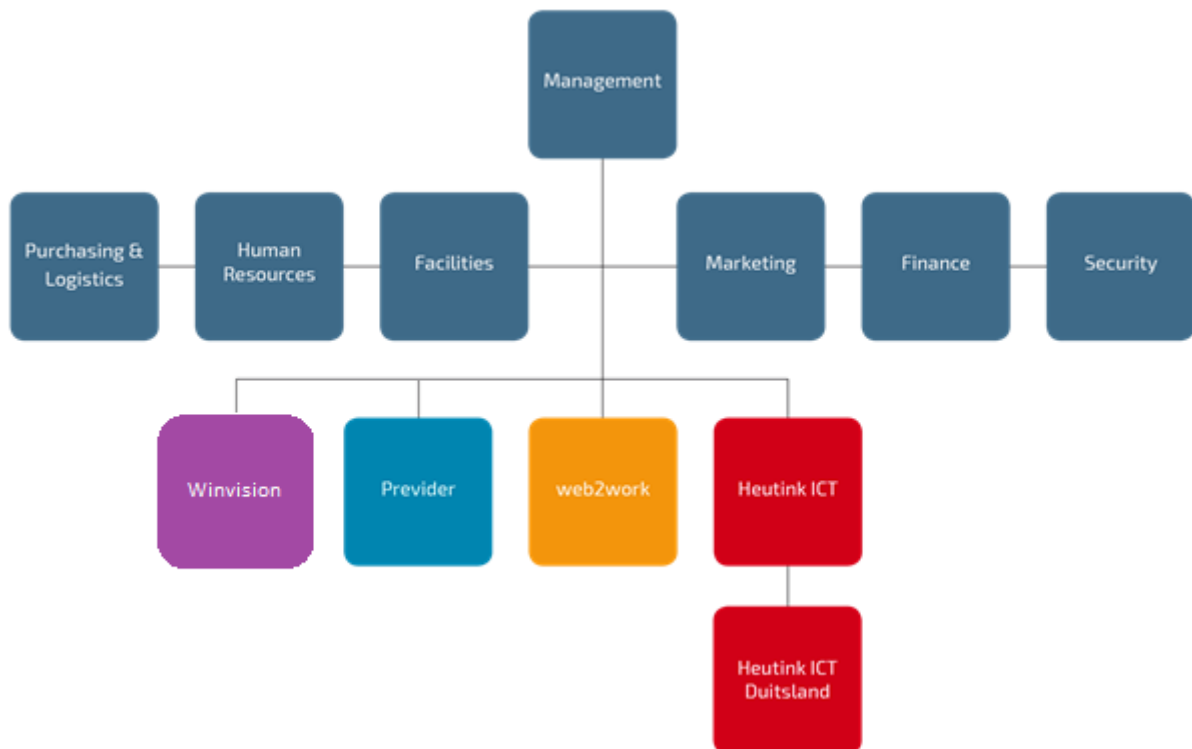 Management
Purchasing &
Logistics
Human
Resources
Facilities
Marketing
Finance
Security
Winvision
Previder
web2work
Heutink ICT
Heutink ICT
Duitsland